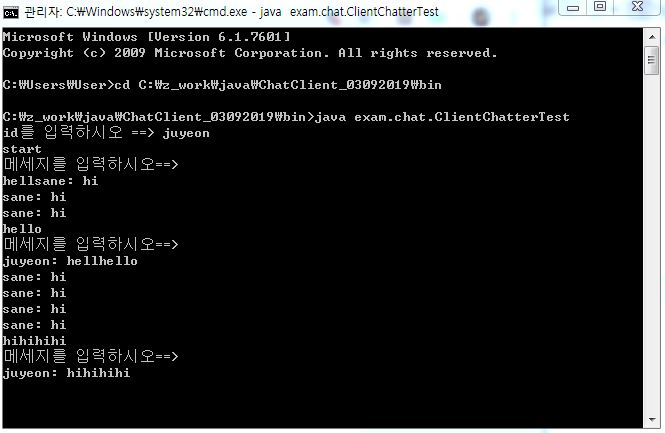 관리자: C:₩Windows₩system32₩cmd.exe - java  exam.chat.ClientChatterTest
Microsoft Windows [Version 6.1.7601]
Copyright (c) 2009 Microsoft Corporation. All rights reserved.
C:₩Users₩User>cd C:₩z_work₩java₩ChatClient_03092019₩bin
C:₩z_work₩java₩ChatClient_03092019₩bin>java exam.chat.ClientChatterTest
id를 입력하시오 ==> juyeon
start
메세지를 입력하시오==>
hellsane: hi
sane: hi
sane: hi
hello
메세지를 입력하시오==>
juyeon: hellhello
sane: hi
sane: hi
sane: hi
sane: hi
hihihihi
메세지를 입력하시오==>
juyeon: hihihihi